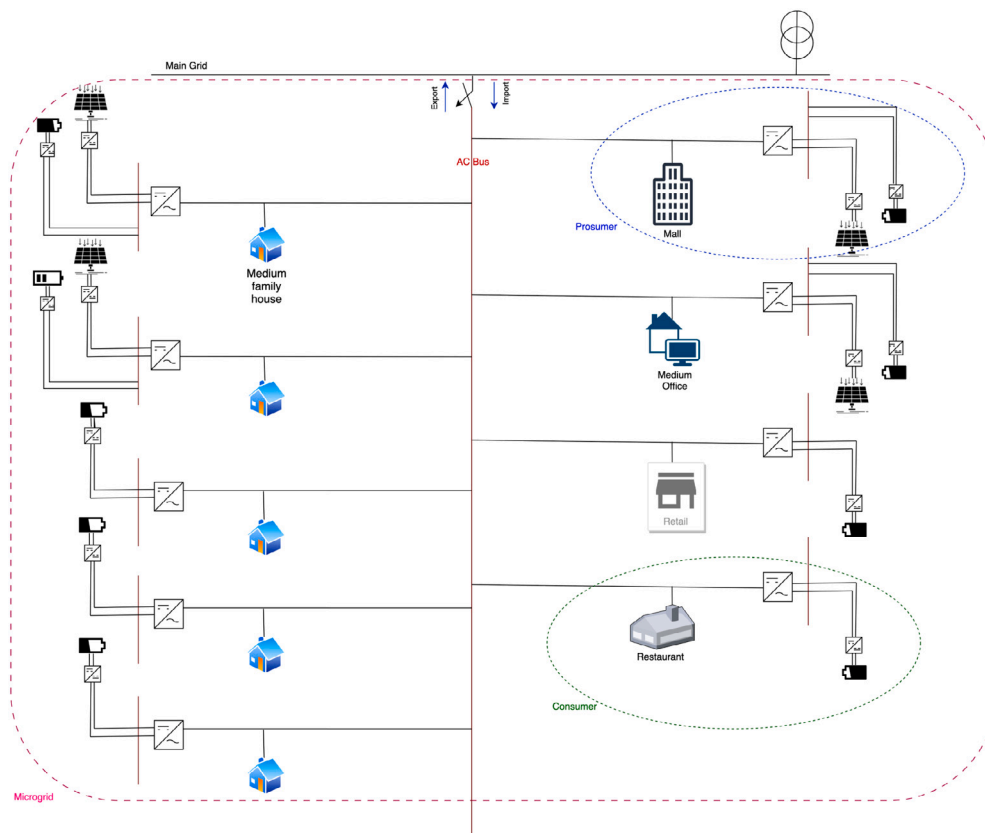 Main Grid
Export
Import
AC Bus
Prosumer
Mall
Medium
family
house
Medium
Office
Retail
Restaurant
Consumer
Microgrid